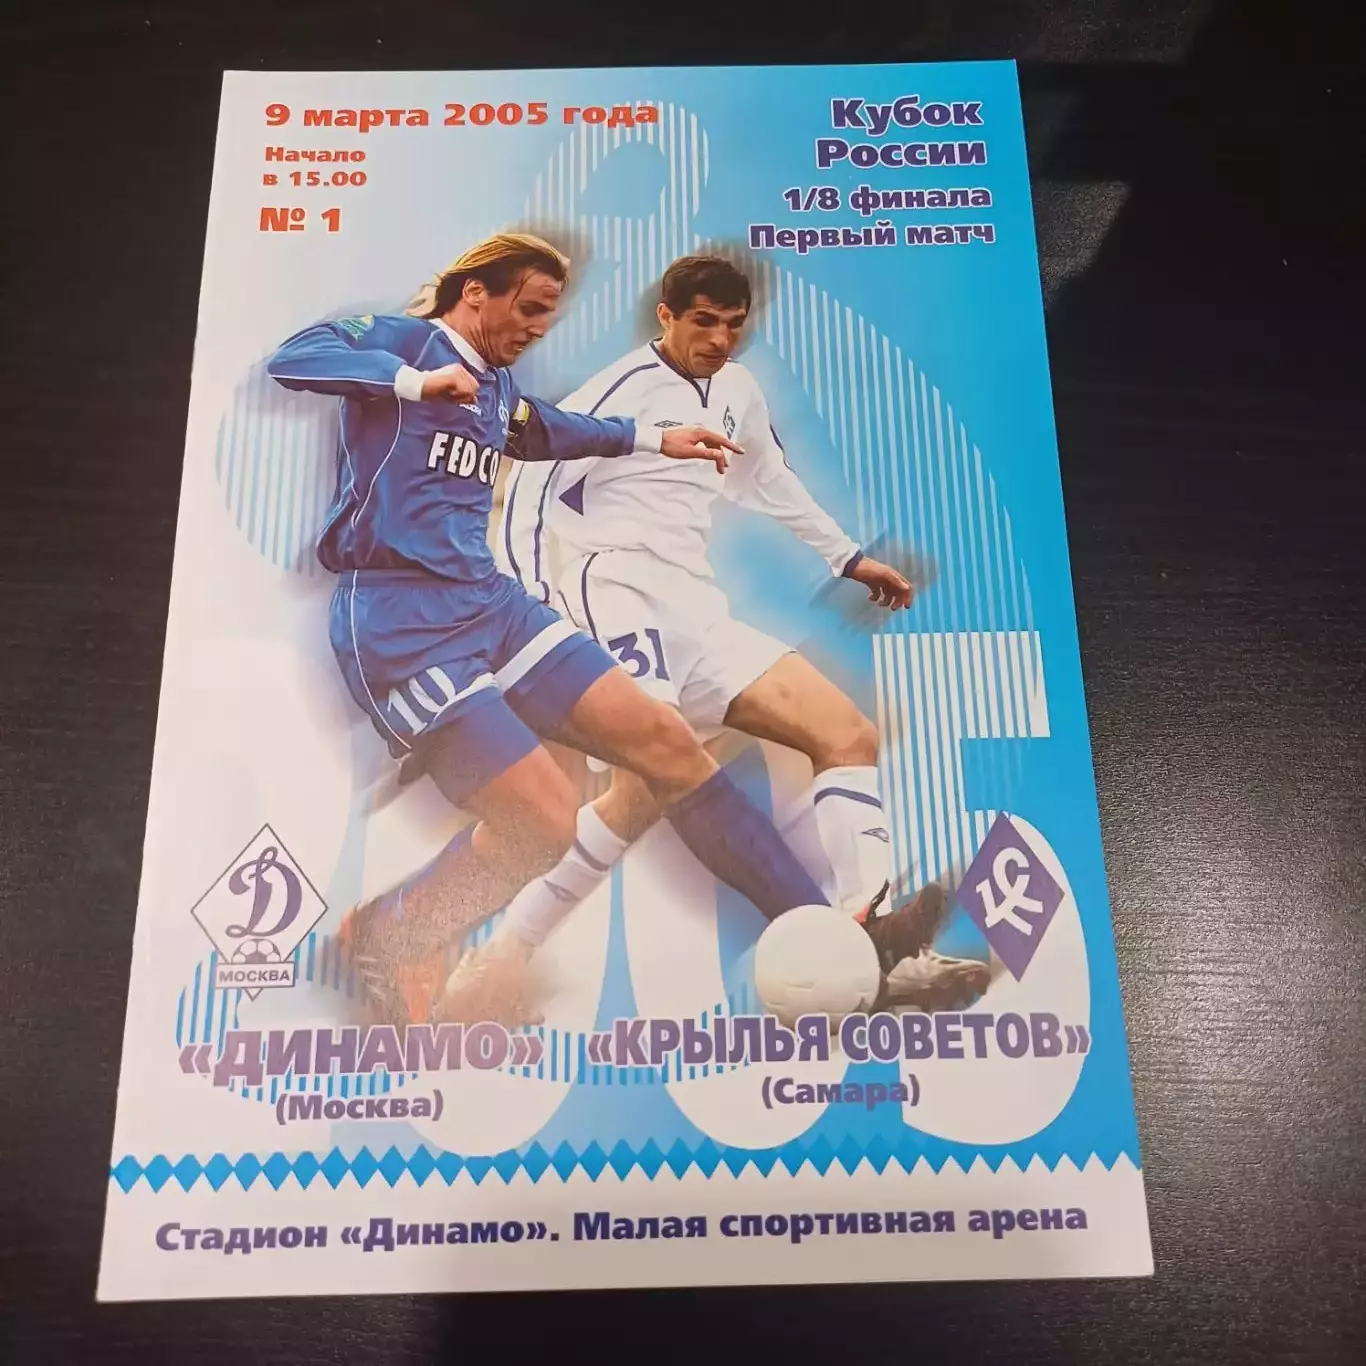 9 марта 2005 года
Начало
в 15.00
№ 1
Кубок
России
1/8 финала
Первый матч
FEDCO
10
31
МОСКВА
«ДИНАМО»
(Москва)
«КРЫЛЬЯ СОВЕТОВ»
(Самара)
Стадион «Динамо». Малая спортивная арена